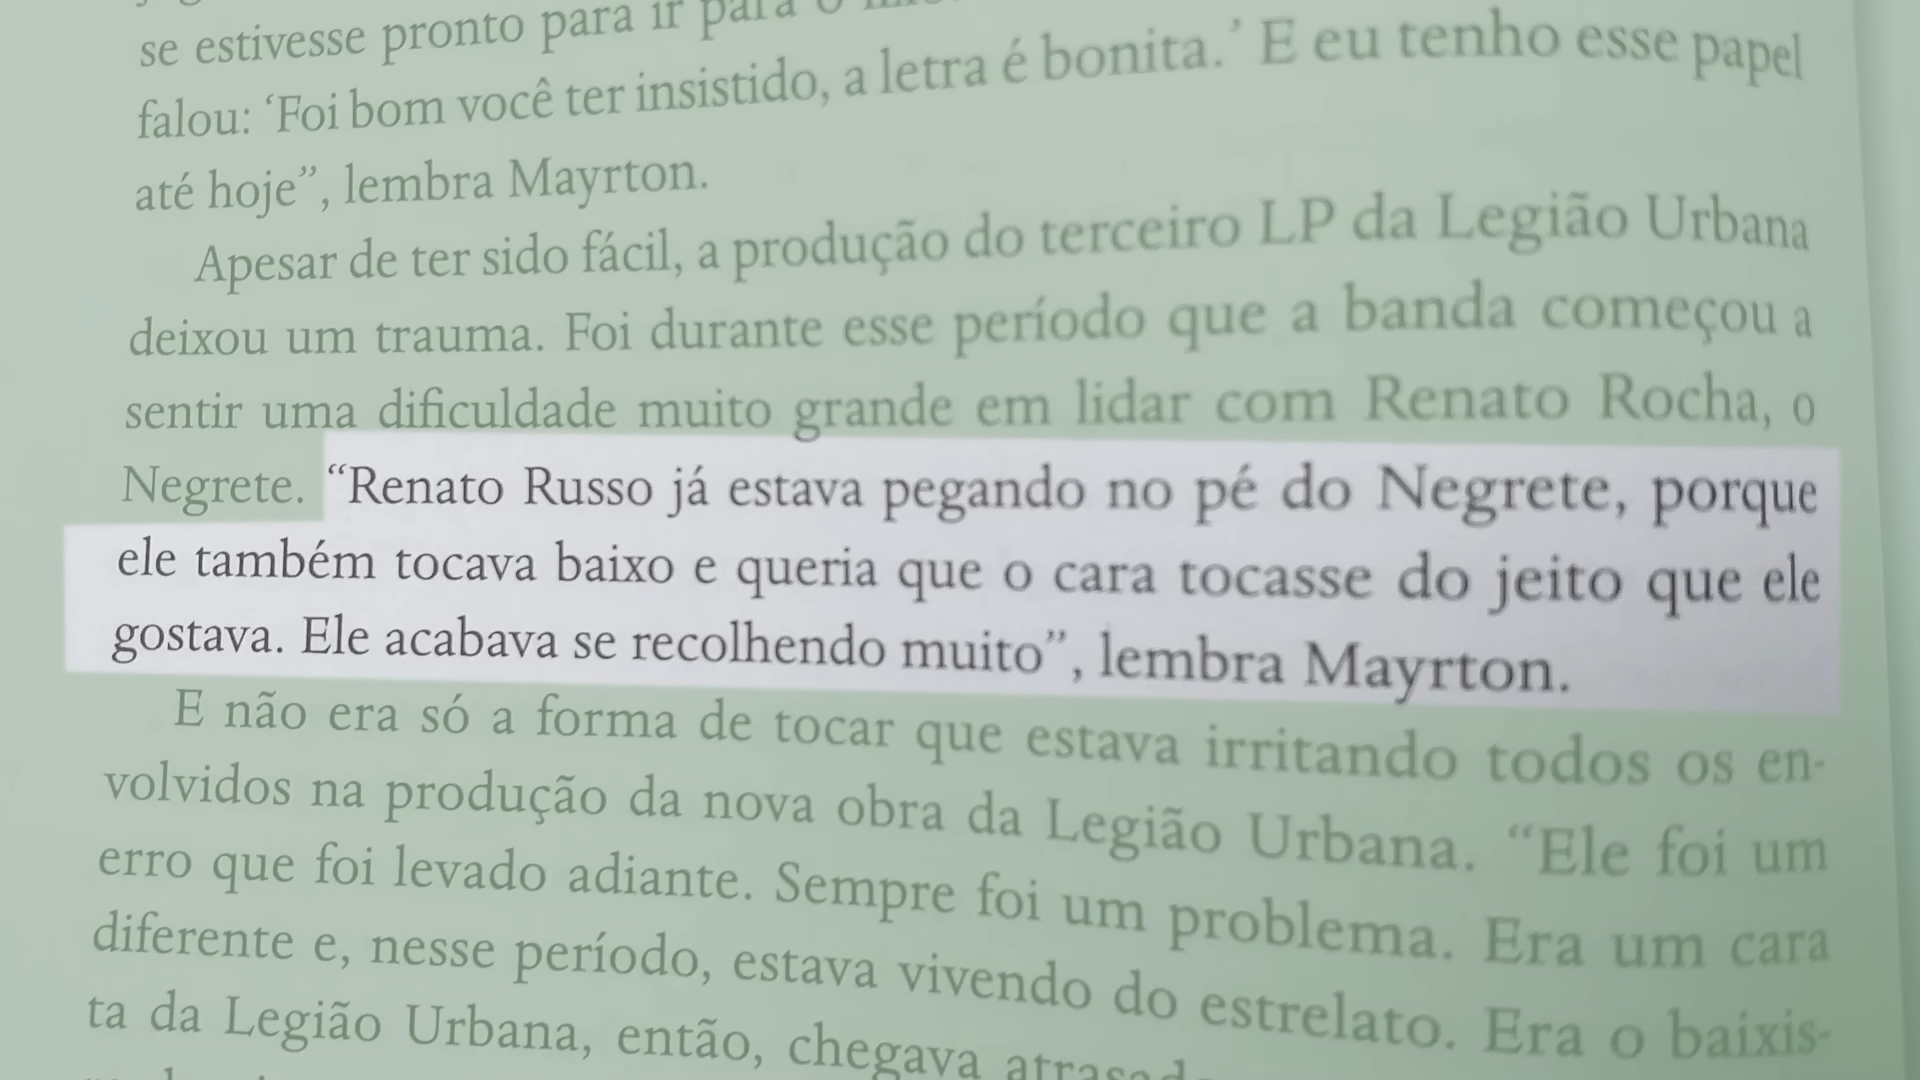 se estivesse pronto para ir para o
falou: ‘Foi bom você ter insistido, a letra é bonita.’ E eu tenho esse papel
até hoje”, lembra Mayrton.
Apesar de ter sido fácil, a produção do terceiro LP da Legião Urbana
deixou um trauma. Foi durante esse período que a banda começou a
sentir uma dificuldade muito grande em lidar com Renato Rocha, o
Negrete. “Renato Russo já estava pegando no pé do Negrete, porque
ele também tocava baixo e queria que o cara tocasse do jeito que ele
gostava. Ele acabava se recolhendo muito”, lembra Mayrton.
E não era só a forma de tocar que estava irritando todos os en-
volvidos na produção da nova obra da Legião Urbana. “Ele foi um
erro que foi levado adiante. Sempre foi um problema. Era um cara
diferente e, nesse período, estava vivendo do estrelato. Era o baixis-
ta da Legião Urbana, então, chegava